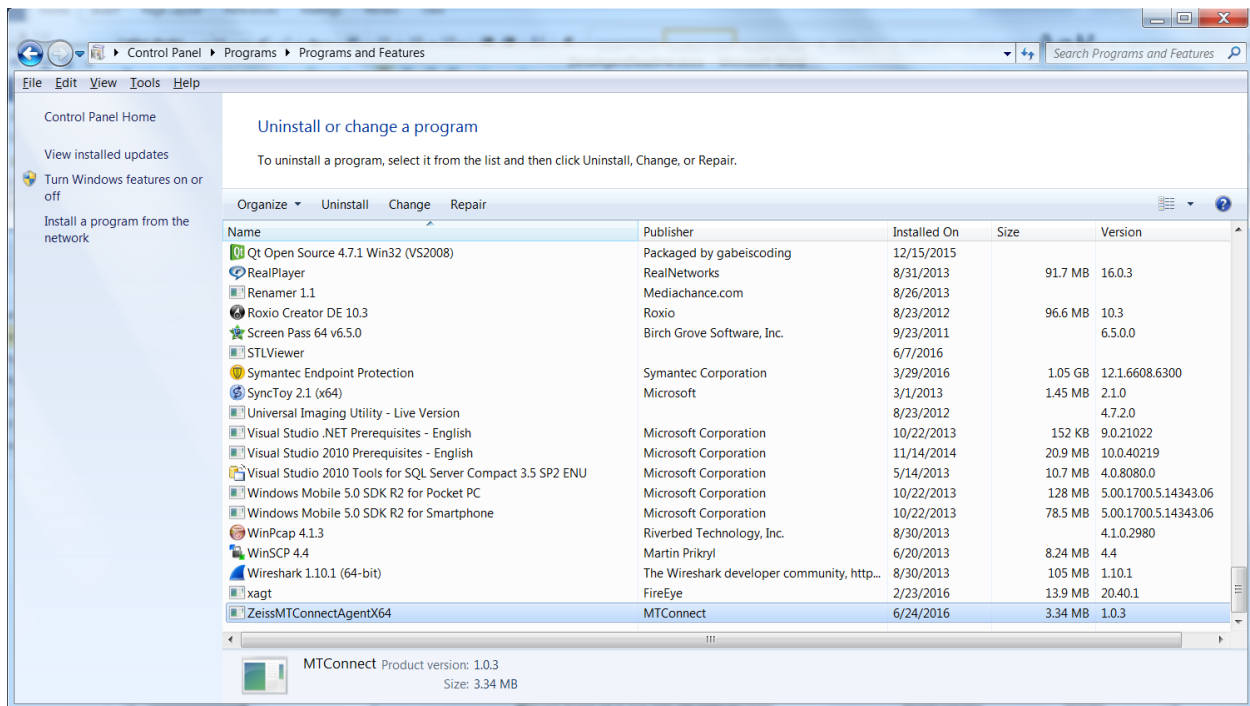 Control Panel Programs Programs and Features Search Programs and Features
File Edit View Tools Help
Control Panel Home
View installed updates
Turn Windows features on or
off
Install a program from the
network
Uninstall or change a program
To uninstall a program, select it from the list and then click Uninstall, Change, or Repair.
Organize Uninstall Change Repair
Name Publisher Installed On Size Version
Qt Open Source 4.7.1 Win32 (VS2008) Packaged by gabeiscoding 12/15/2015
RealPlayer RealNetworks 8/31/2013 91.7 MB 16.0.3
Renamer 1.1 Mediachance.com 8/26/2013
Roxio Creator DE 10.3 Roxio 8/23/2012 96.6 MB 10.3
Screen Pass 64 v6.5.0 Birch Grove Software, Inc. 9/23/2011 6.5.0.0
STLViewer 6/7/2016
Symantec Endpoint Protection Symantec Corporation 3/29/2016 1.05 GB 12.1.6608.6300
SyncToy 2.1 (x64) Microsoft 3/1/2013 1.45 MB 2.1.0
Universal Imaging Utility - Live Version 8/23/2012 4.7.2.0
Visual Studio .NET Prerequisites - English Microsoft Corporation 10/22/2013 152 KB 9.0.21022
Visual Studio 2010 Prerequisites - English Microsoft Corporation 11/14/2014 20.9 MB 10.0.40219
Visual Studio 2010 Tools for SQL Server Compact 3.5 SP2 ENU Microsoft Corporation 5/14/2013 10.7 MB 4.0.8080.0
Windows Mobile 5.0 SDK R2 for Pocket PC Microsoft Corporation 10/22/2013 128 MB 5.00.1700.5.14343.06
Windows Mobile 5.0 SDK R2 for Smartphone Microsoft Corporation 10/22/2013 78.5 MB 5.00.1700.5.14343.06
WinPcap 4.1.3 Riverbed Technology, Inc. 8/30/2013 4.1.0.2980
WinSCP 4.4 Martin Prikryl 6/20/2013 8.24 MB 4.4
Wireshark 1.10.1 (64-bit) The Wireshark developer community, http... 8/30/2013 105 MB 1.10.1
xagt FireEye 2/23/2016 13.9 MB 20.40.1
ZeissMTConnectAgentX64 MTConnect 6/24/2016 3.34 MB 1.0.3
MTConnect Product version: 1.0.3
Size: 3.34 MB